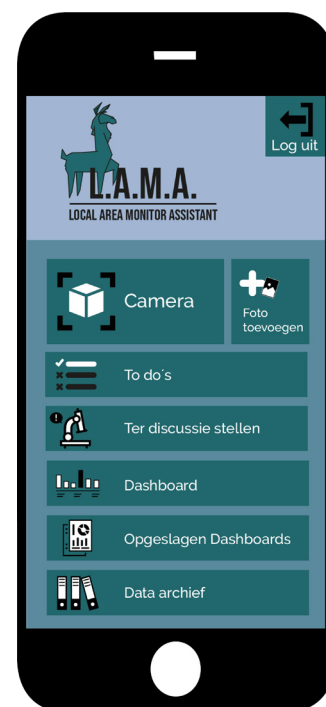 Log uit
L.A.M.A.
LOCAL AREA MONITOR ASSISTANT
Camera
Foto
toevoegen
To do´s
Ter discussie stellen
Dashboard
Opgeslagen Dashboards
Data archief